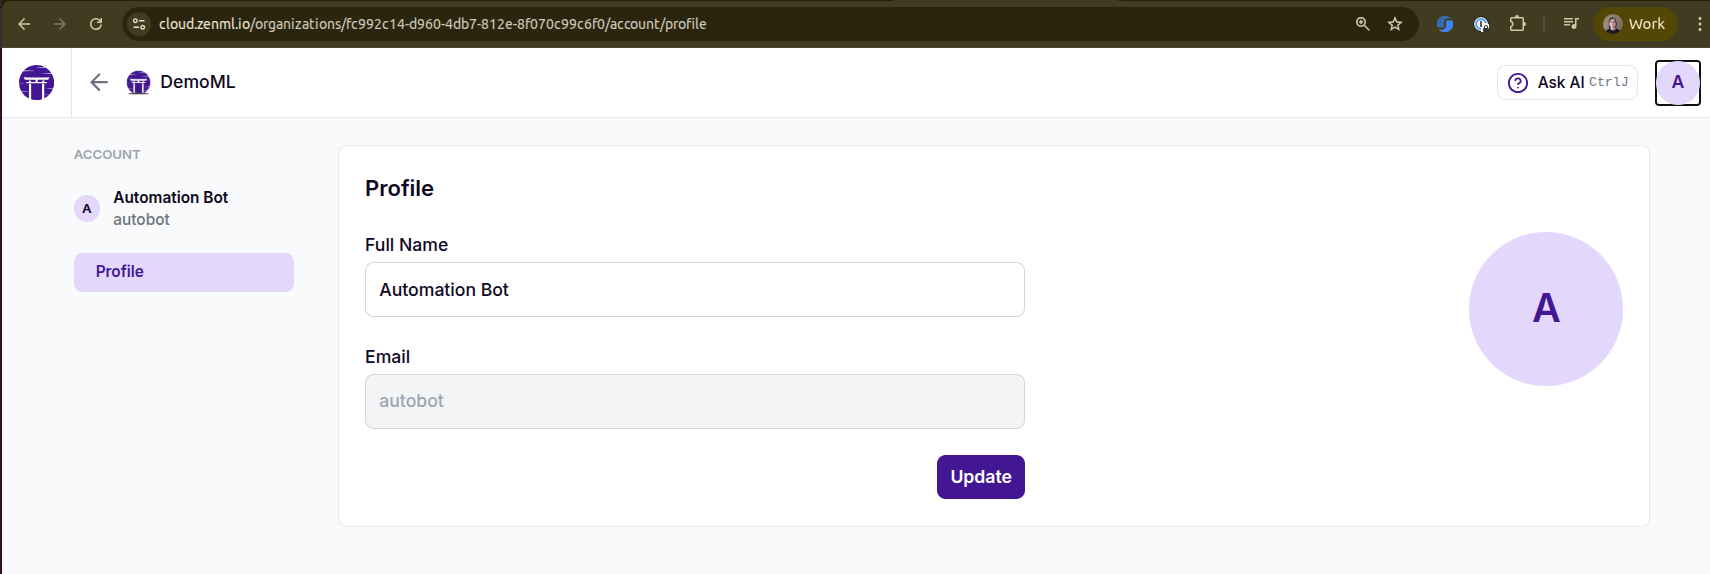 cloud.zenml.io/organizations/fc992c14-d960-4db7-812e-8f070c99c6f0/account/profile
Work
DemoML
Ask AI CtrlJ
A
ACCOUNT
A
Automation Bot
autobot
Profile
Profile
Full Name
Automation Bot
Email
autobot
Update
A